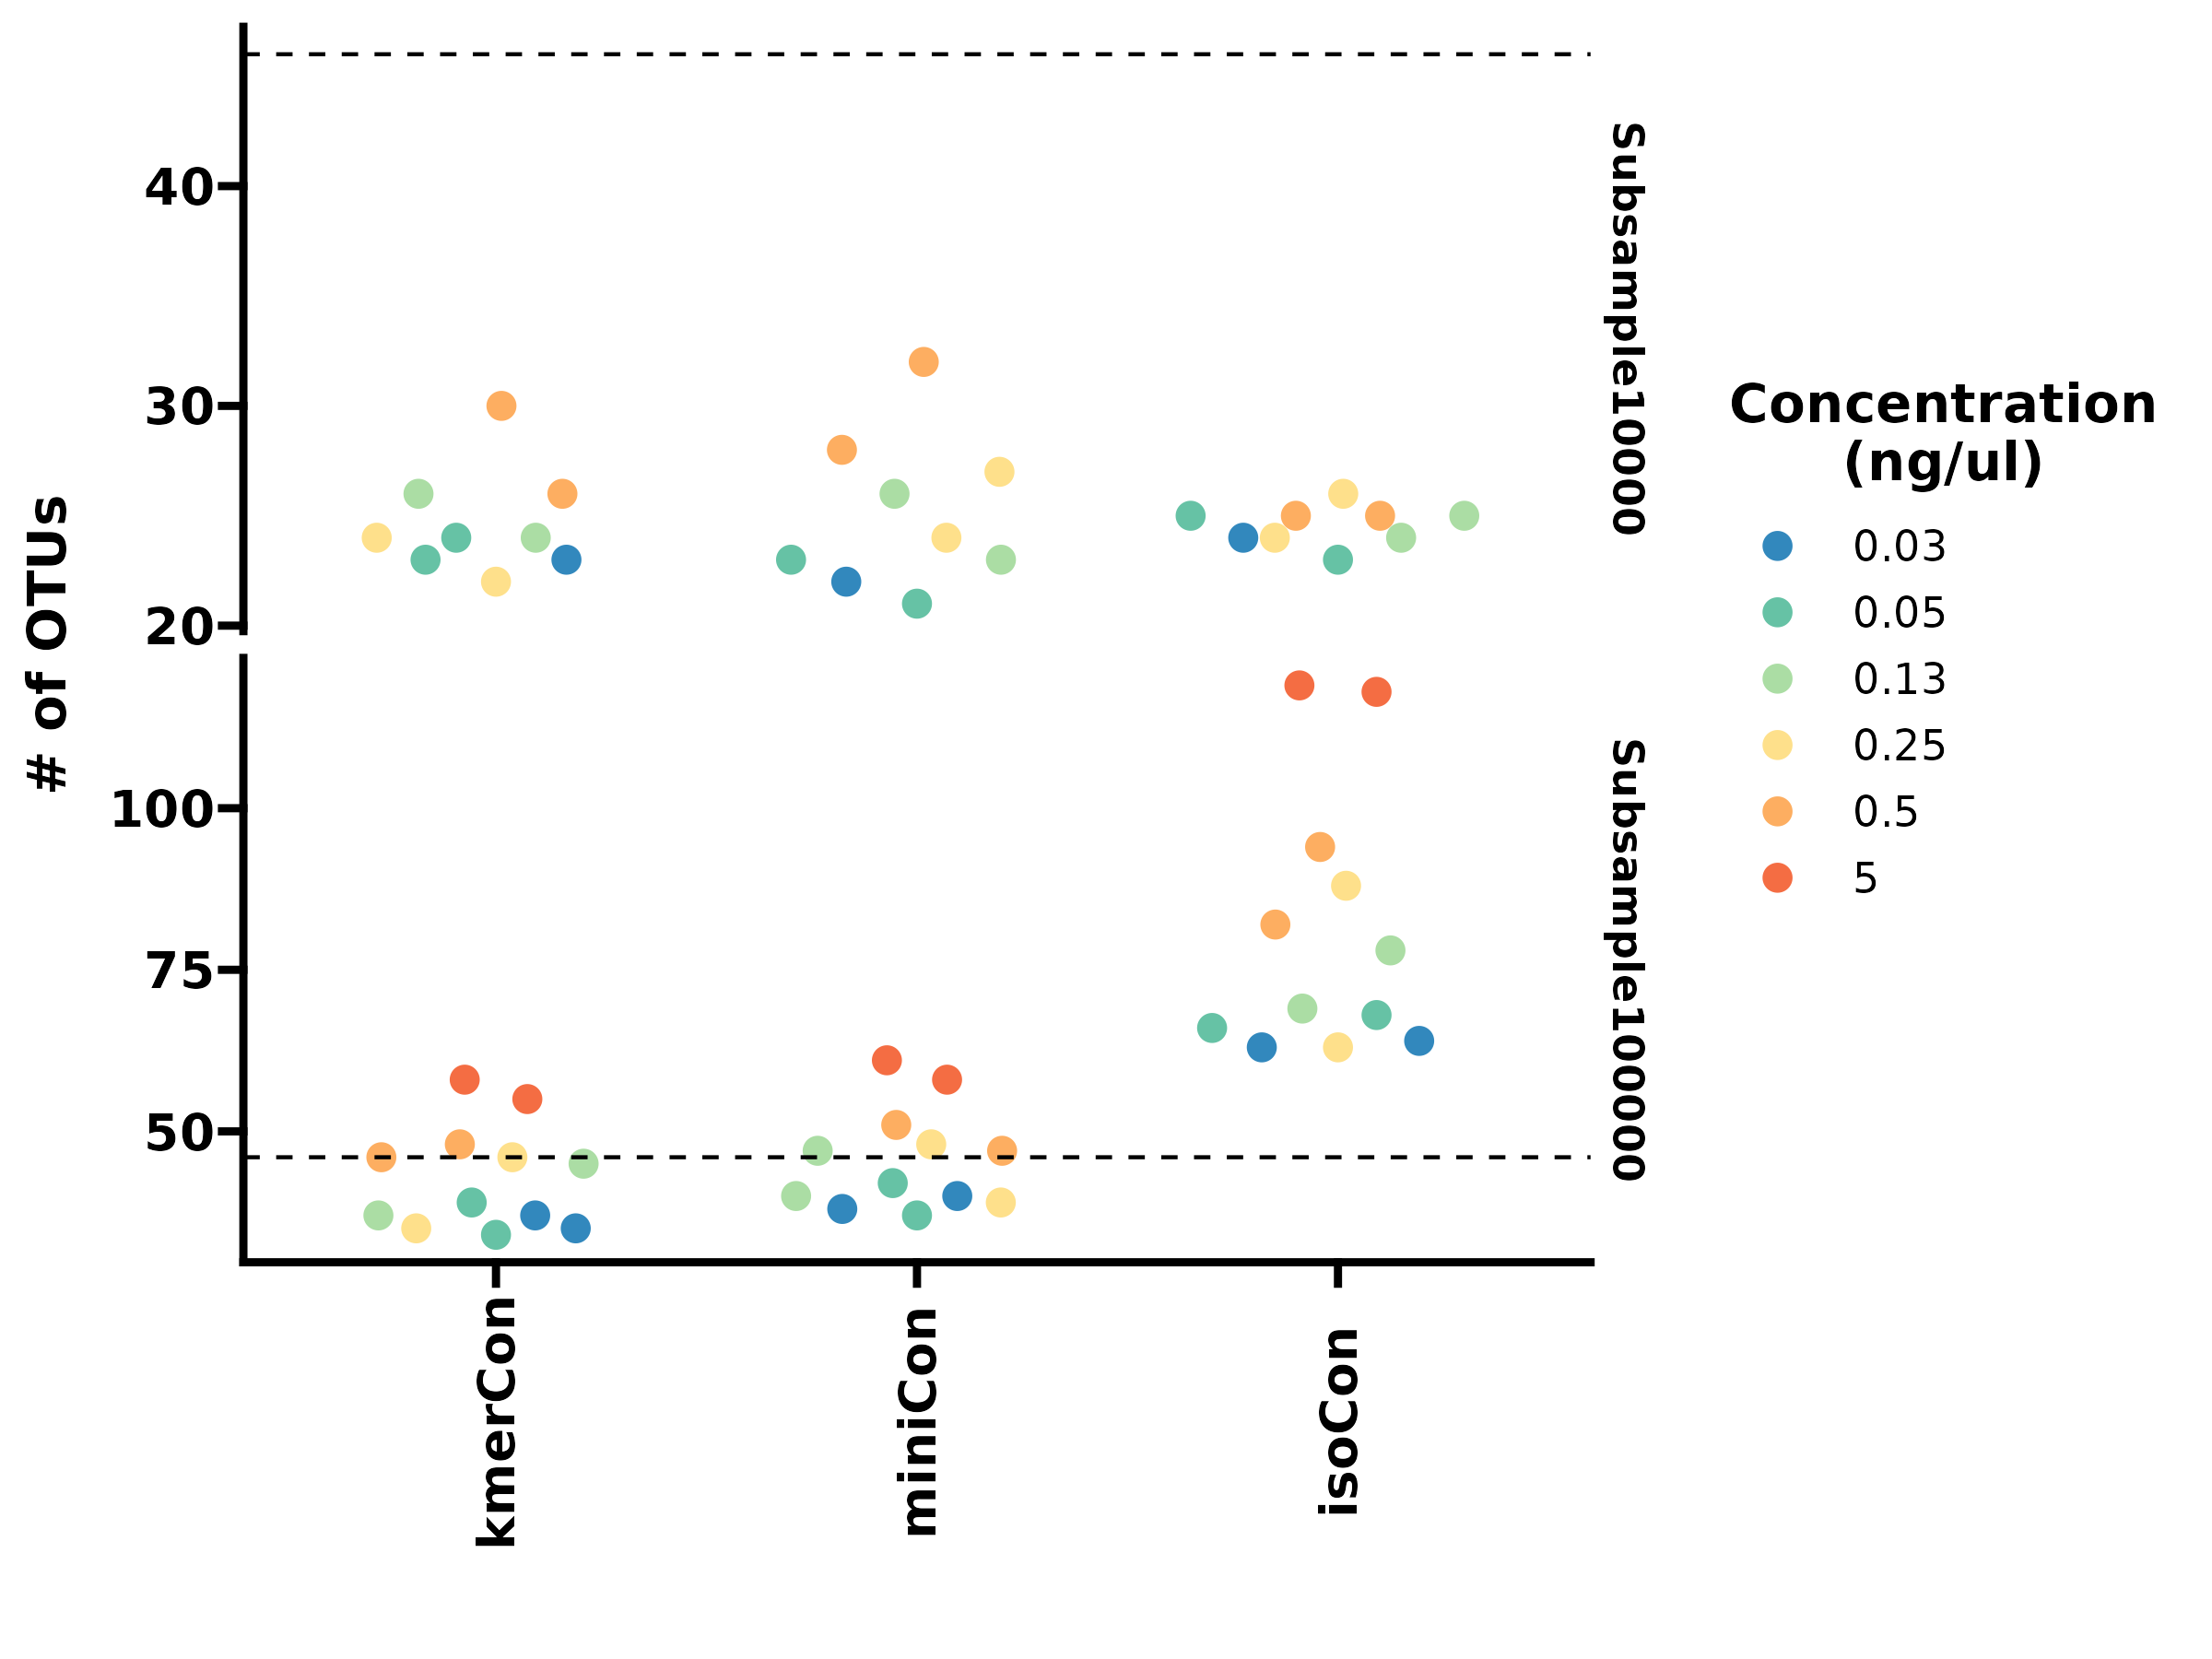 # of OTUs
40
30
20
100
75
50
Subsample10000
Subsample100000
kmerCon
miniCon
isoCon
Concentration
(ng/ul)
0.03
0.05
0.13
0.25
0.5
5